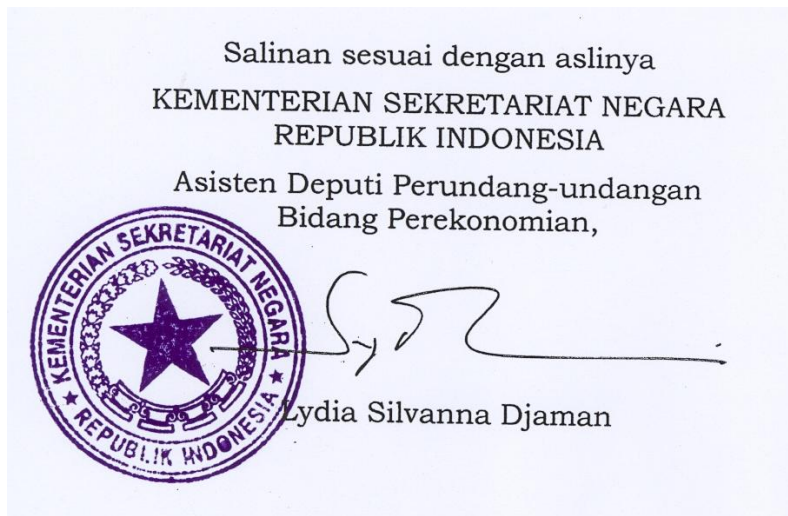 Salinan sesuai dengan aslinya
KEMENTERIAN SEKRETARIAT NEGARA
REPUBLIK INDONESIA
Asisten Deputi Perundang-undangan
Bidang Perekonomian,
KEMENTERIAN SEKRETARIAT NEGARA
REPUBLIK INDONESIA
Lydia Silvanna Djaman